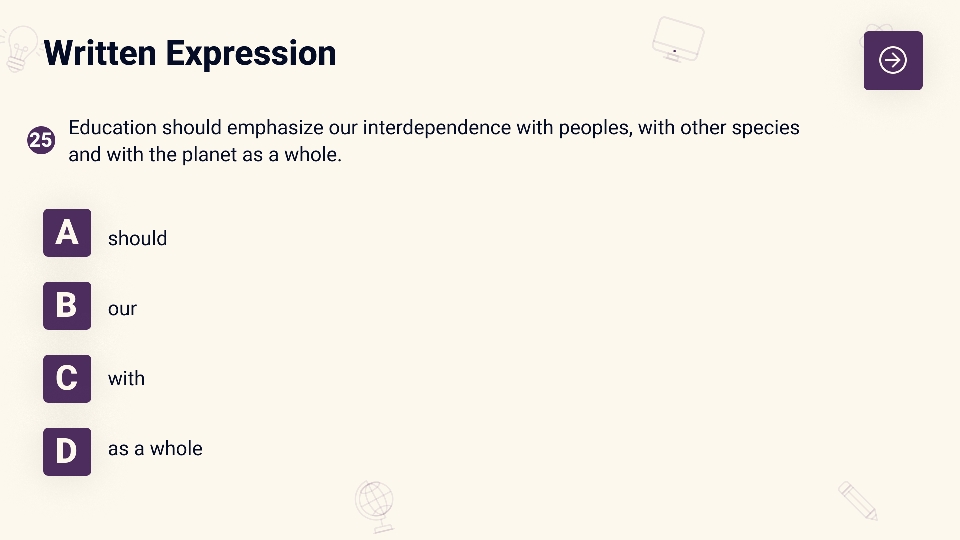 Written Expression
25
Education should emphasize our interdependence with peoples, with other species
and with the planet as a whole.
A
should
B
our
C
with
D
as a whole